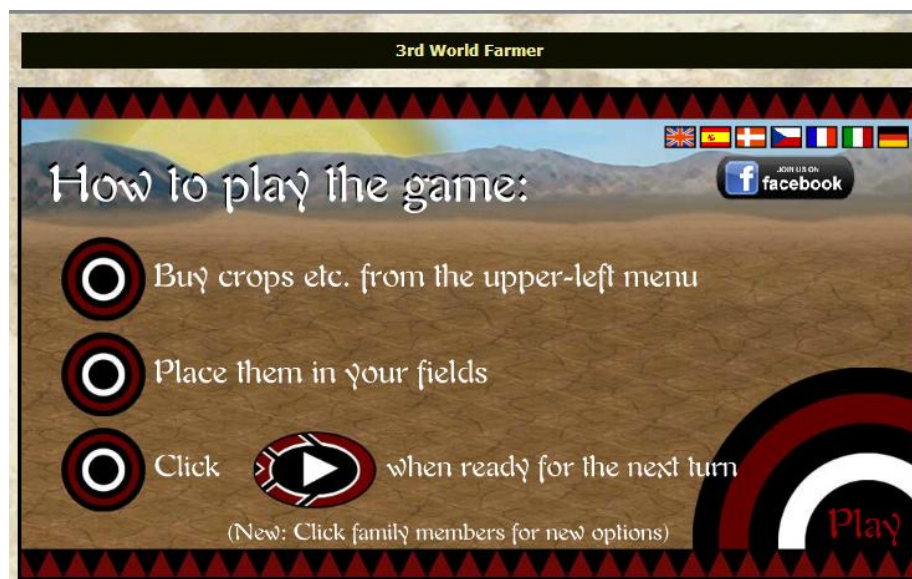 3rd World Farmer
JOIN US ON
facebook
How to play the game:
Buy crops etc. from the upper-left menu
Place them in your fields
Click when ready for the next turn
(New: Click family members for new options)
Play